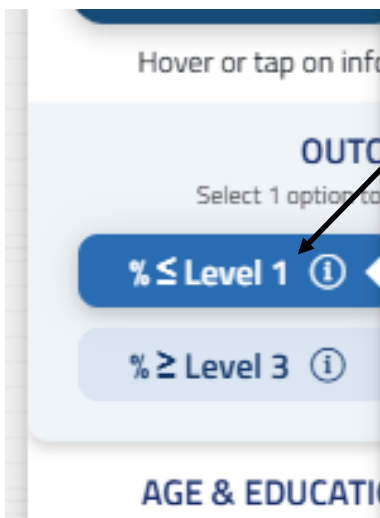 Hover or tap on info
OUTC
Select 1 option to
% ≤ Level 1 ⓘ
% ≥ Level 3 ⓘ
AGE & EDUCATI